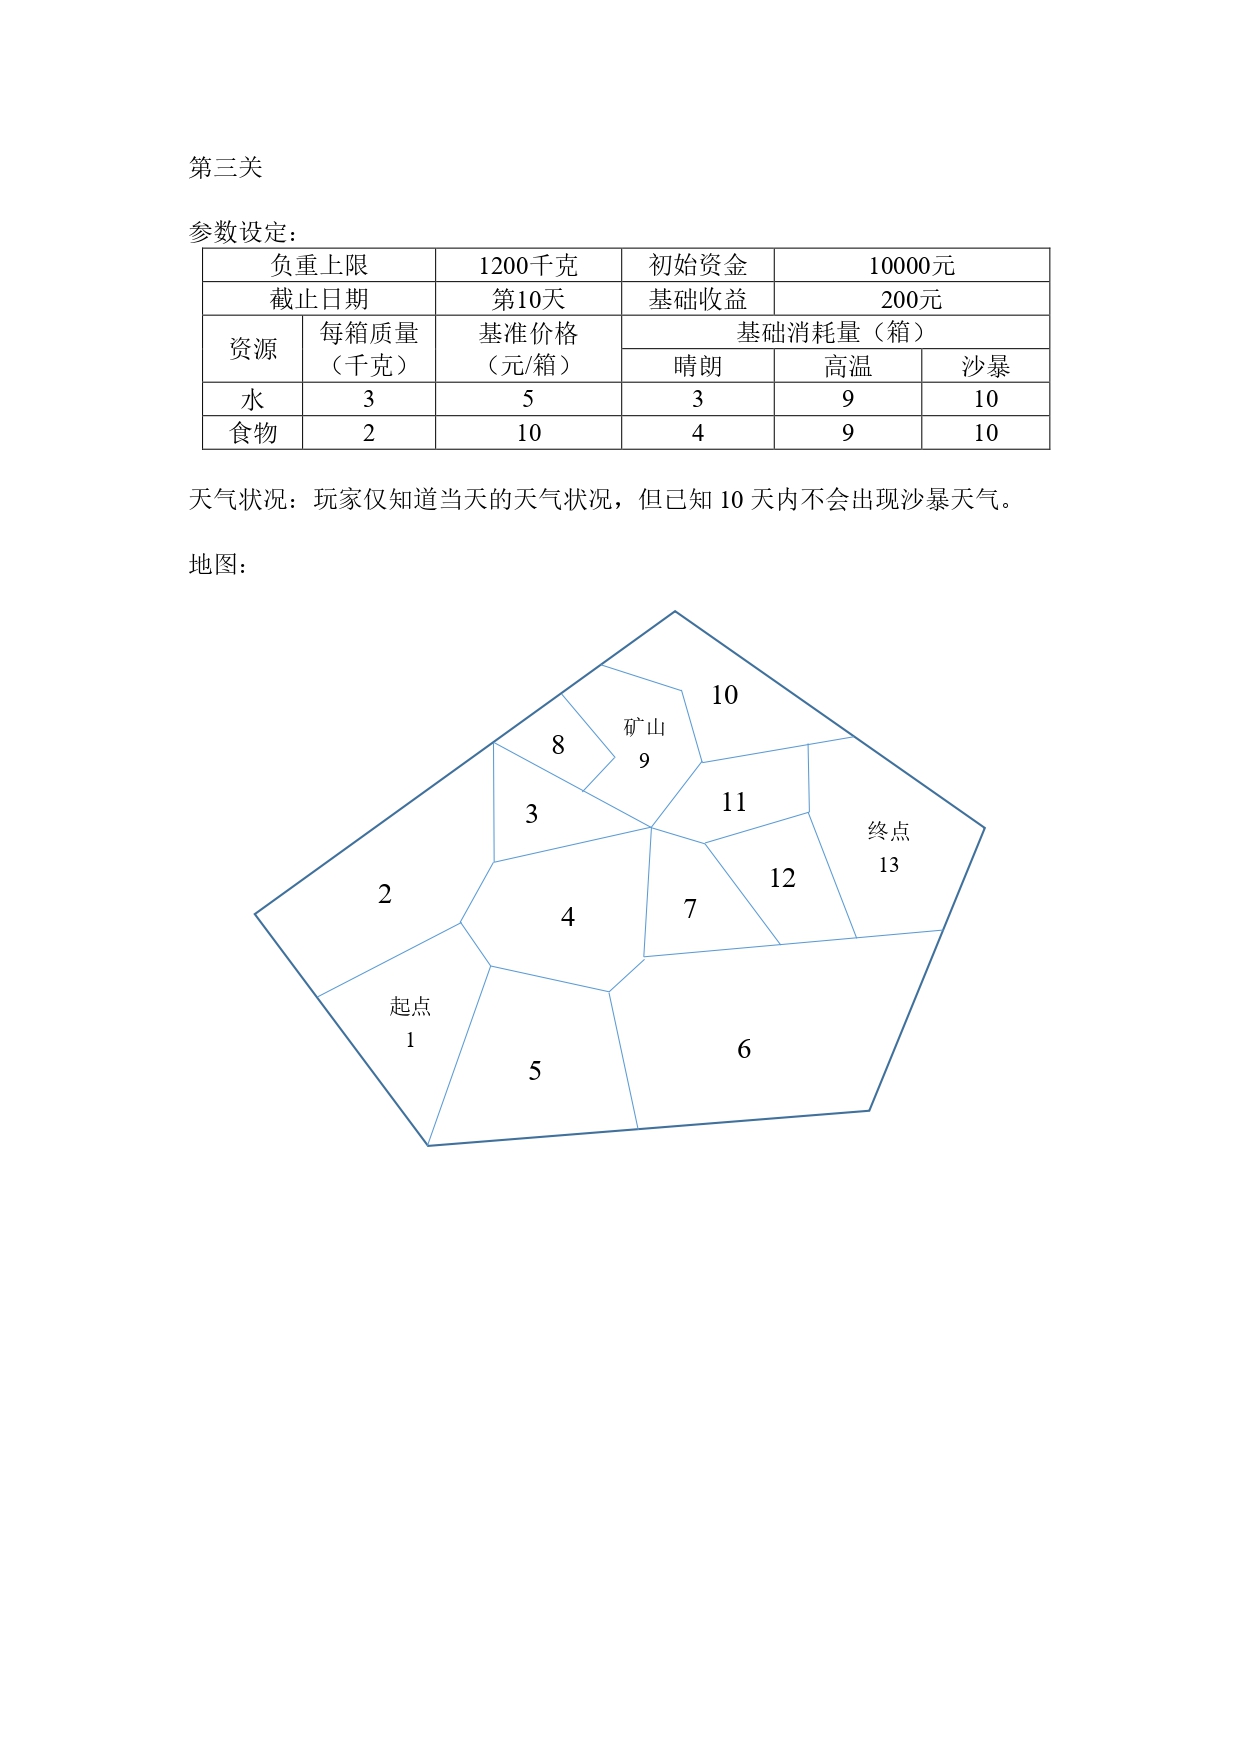 第三关
参数设定：
负重上限 1200千克 初始资金 10000元
截止日期 第10天 基础收益 200元
资源 每箱质量（千克） 基准价格（元/箱） 基础消耗量（箱）
晴朗 高温 沙暴
水 3 5 3 9 10
食物 2 10 4 9 10
天气状况：玩家仅知道当天的天气状况，但已知 10 天内不会出现沙暴天气。
地图：
10
矿山
8
9
11
3
终点
13
12
2
7
4
起点
1
6
5